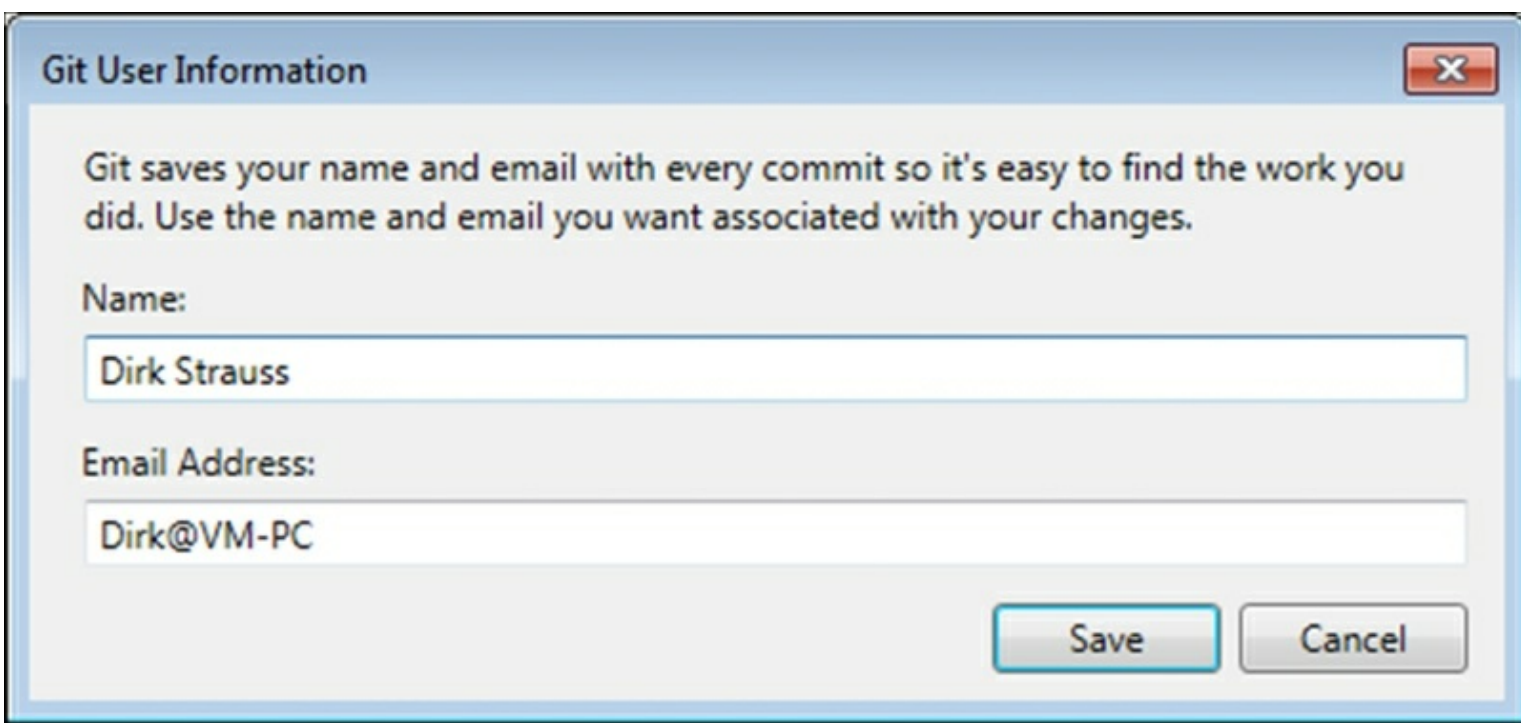 Git User Information
Git saves your name and email with every commit so it's easy to find the work you
did. Use the name and email you want associated with your changes.
Name:
Dirk Strauss
Email Address:
Dirk@VM-PC
Save Cancel